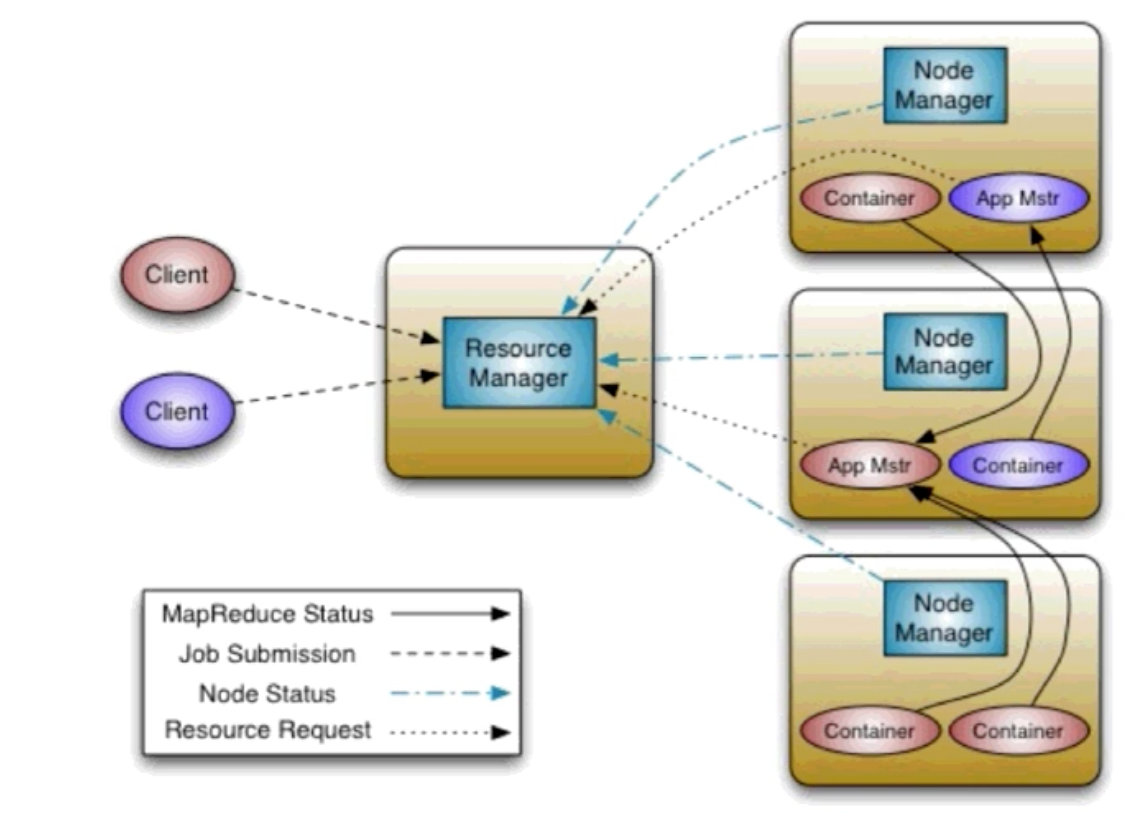 Node
Manager
Container
App Mstr
Client
Client
Resource
Manager
Node
Manager
App Mstr
Container
Node
Manager
Container
Container
MapReduce Status
Job Submission
Node Status
Resource Request